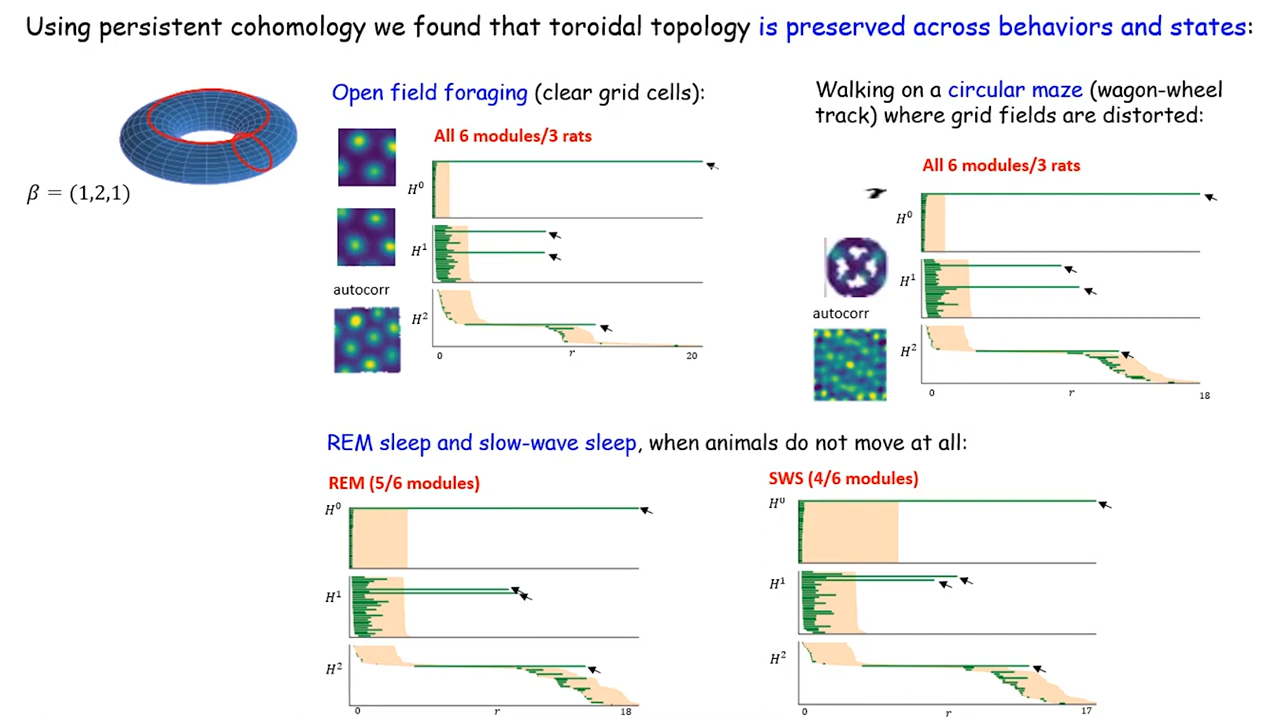 Using persistent cohomology we found that toroidal topology is preserved across behaviors and states:
β = (1,2,1)
Open field foraging (clear grid cells):
All 6 modules/3 rats
H⁰
H¹
autocorr
H²
0
r
20
Walking on a circular maze (wagon-wheel
track) where grid fields are distorted:
All 6 modules/3 rats
H⁰
H¹
autocorr
H²
0
r
18
REM sleep and slow-wave sleep, when animals do not move at all:
REM (5/6 modules)
H⁰
H¹
H²
0
r
18
SWS (4/6 modules)
H⁰
H¹
H²
0
r
17